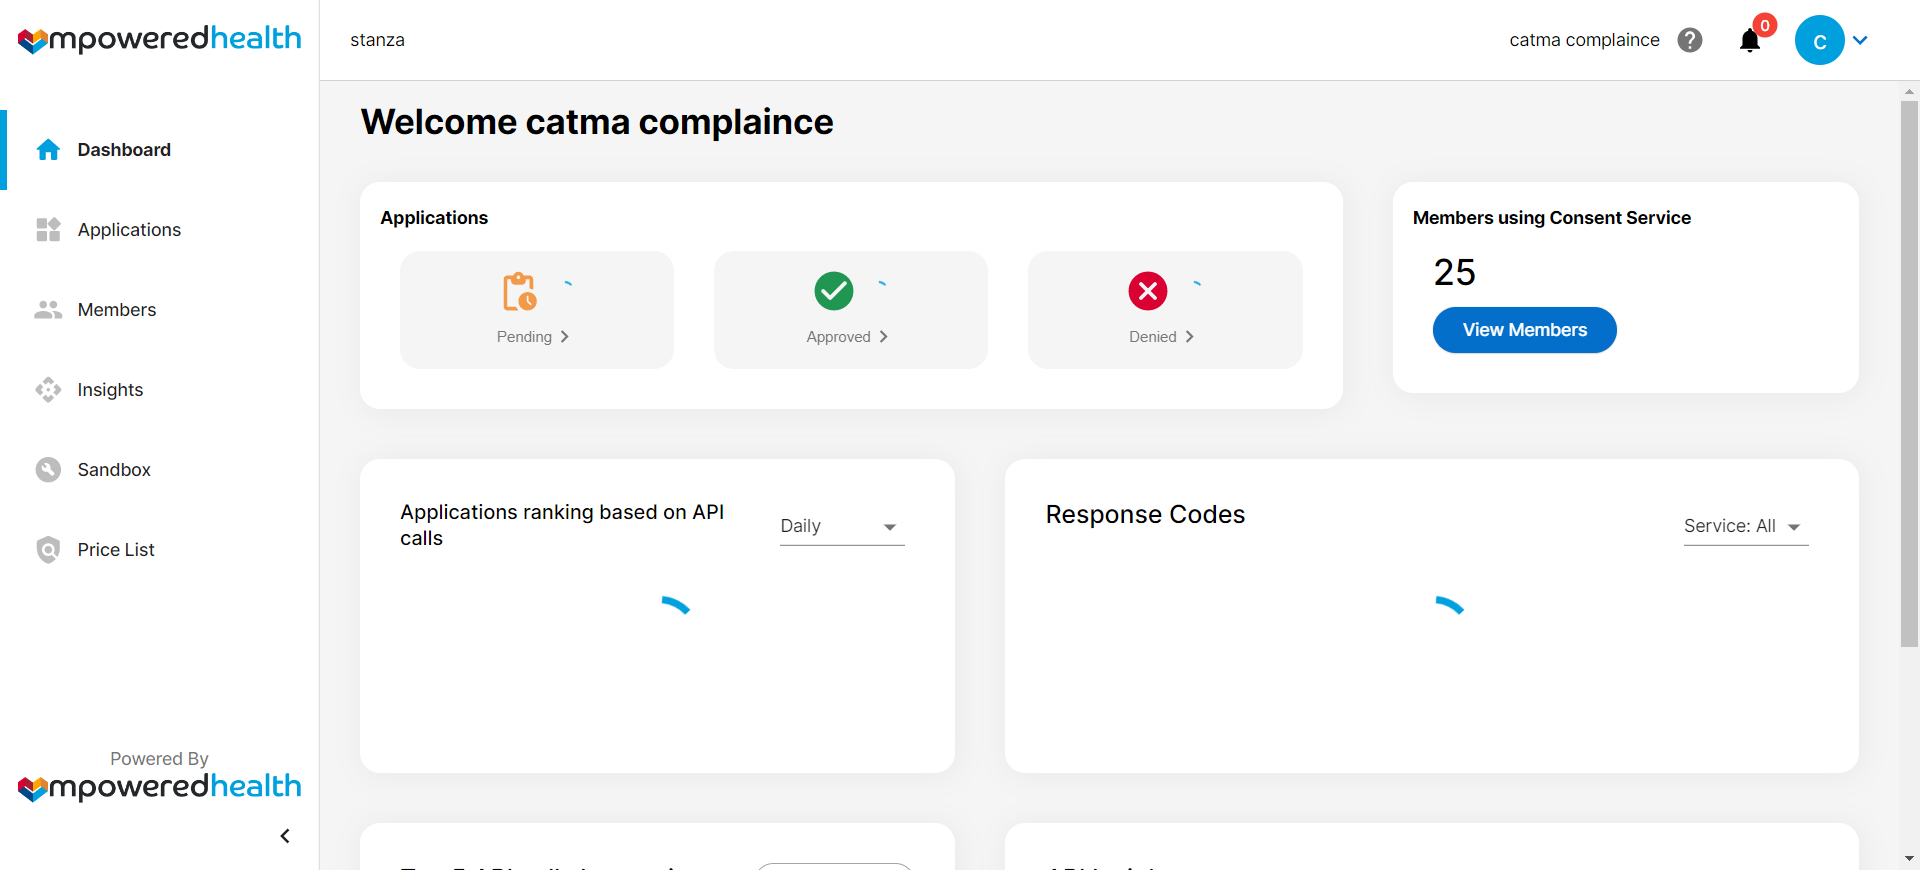 mpoweredhealth
stanza
catma complaince
0
c
Dashboard
Applications
Members
Insights
Sandbox
Price List
Powered By
mpoweredhealth
Welcome catma complaince
Applications
Pending
Approved
Denied
Members using Consent Service
25
View Members
Applications ranking based on API
calls
Daily
Response Codes
Service: All